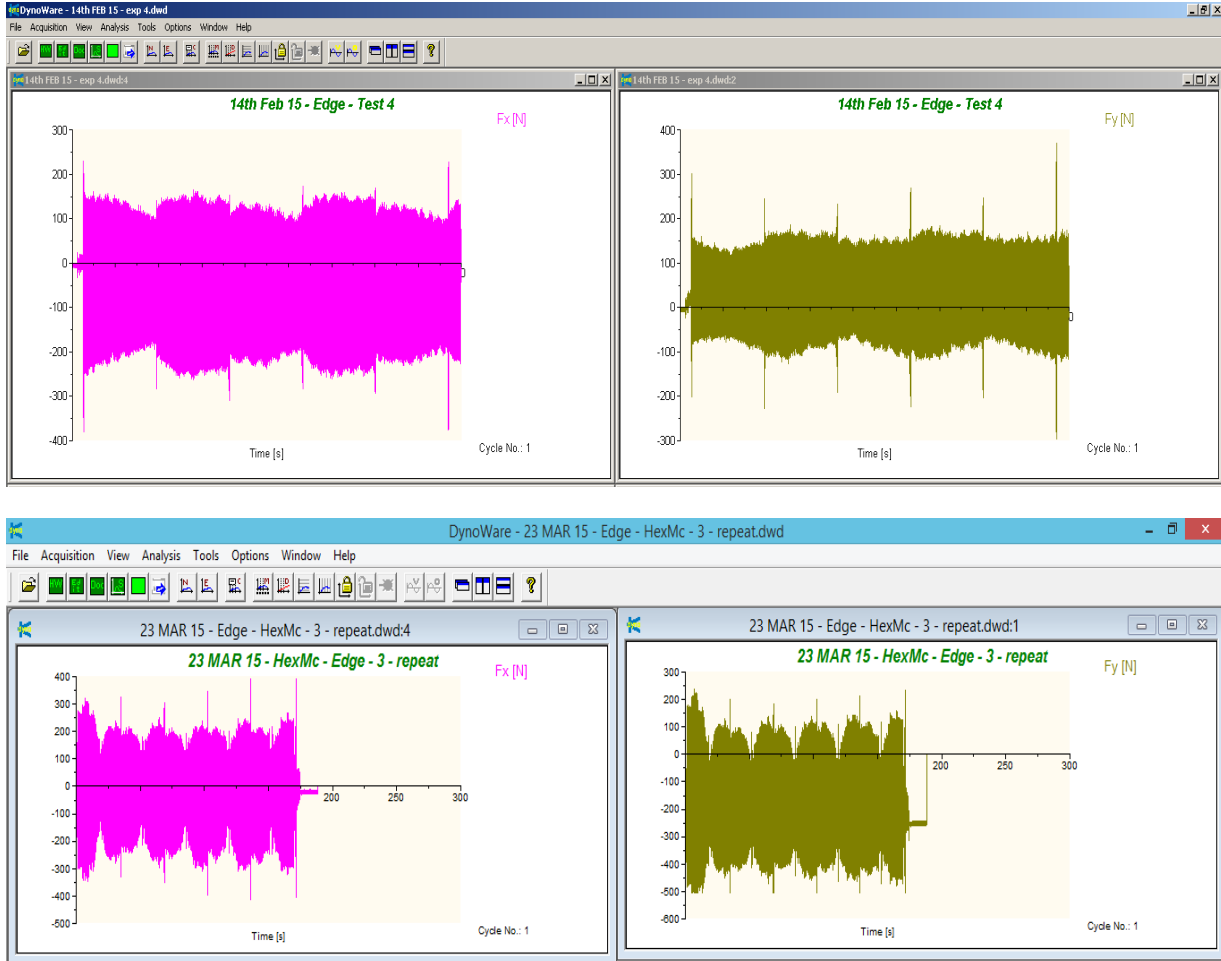 DynoWare - 14th FEB 15 - exp 4.dwd
File Acquisition View Analysis Tools Options Window Help
14th FEB 15 - exp 4.dwd:4
14th Feb 15 - Edge - Test 4
Fx [N]
300
200
100
0
-100
-200
-300
-400
Time [s]
Cycle No.: 1
14th FEB 15 - exp 4.dwd:2
14th Feb 15 - Edge - Test 4
Fy [N]
400
300
200
100
0
-100
-200
-300
Time [s]
Cycle No.: 1
DynoWare - 23 MAR 15 - Edge - HexMc - 3 - repeat.dwd
File Acquisition View Analysis Tools Options Window Help
23 MAR 15 - Edge - HexMc - 3 - repeat.dwd:4
23 MAR 15 - HexMc - Edge - 3 - repeat
Fx [N]
400
300
200
100
0
-100
-200
-300
-400
-500
200 250 300
Time [s]
Cycle No.: 1
23 MAR 15 - Edge - HexMc - 3 - repeat.dwd:1
23 MAR 15 - HexMc - Edge - 3 - repeat
Fy [N]
300
200
100
0
-100
-200
-300
-400
-500
-600
200 250 300
Time [s]
Cycle No.: 1